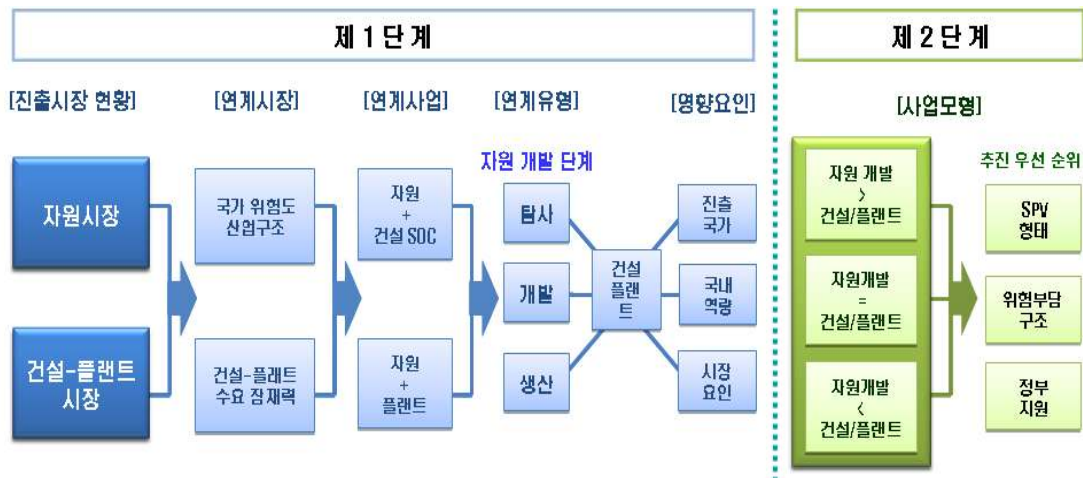 제1단계
제2단계
[진출시장 현황]
[연계시장]
[연계사업]
[연계유형]
[영향요인]
[사업모형]
자원 개발 단계
추진 우선 순위
자원시장
건설-플랜트
시장
국가 위험도
산업구조
건설-플래트
수요 잠재력
자원
+
건설 SOC
자원
+
플랜트
탐사
개발
생산
건설
플랜
트
진출
국가
국내
역량
시장
요인
자원 개발
>
건설/플랜트
자원개발
=
건설/플랜트
자원개발
<
건설/플랜트
SPV
형태
위험부담
구조
정부
지원